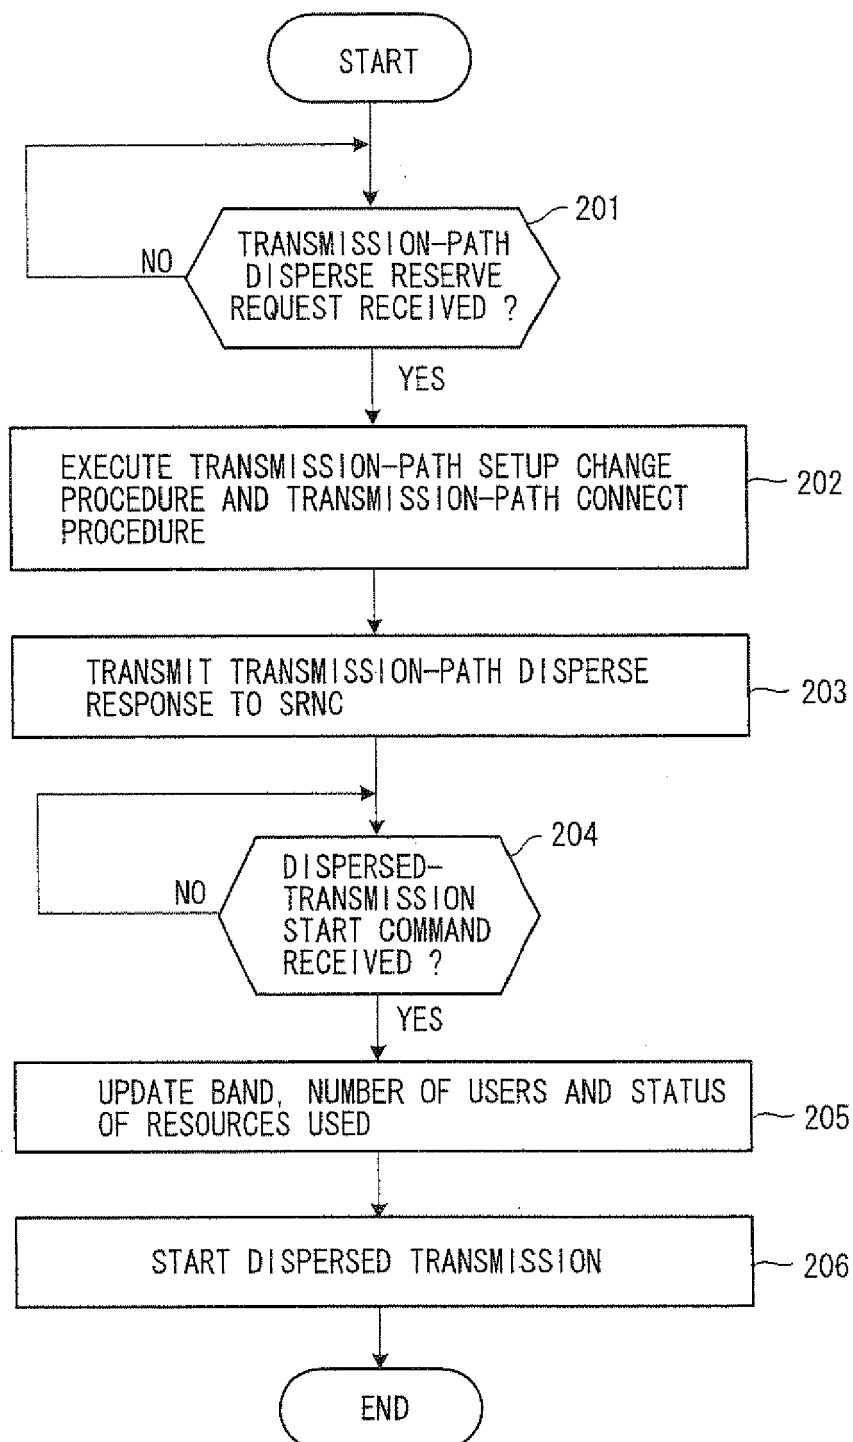 START
201
TRANSMISSION-PATH
DISPERSE RESERVE
REQUEST RECEIVED ?
NO
YES
EXECUTE TRANSMISSION-PATH SETUP CHANGE
PROCEDURE AND TRANSMISSION-PATH CONNECT
PROCEDURE
202
TRANSMIT TRANSMISSION-PATH DISPERSE
RESPONSE TO SRNC
203
204
DISPERSED-
TRANSMISSION
START COMMAND
RECEIVED ?
NO
YES
UPDATE BAND, NUMBER OF USERS AND STATUS
OF RESOURCES USED
205
START DISPERSED TRANSMISSION
206
END